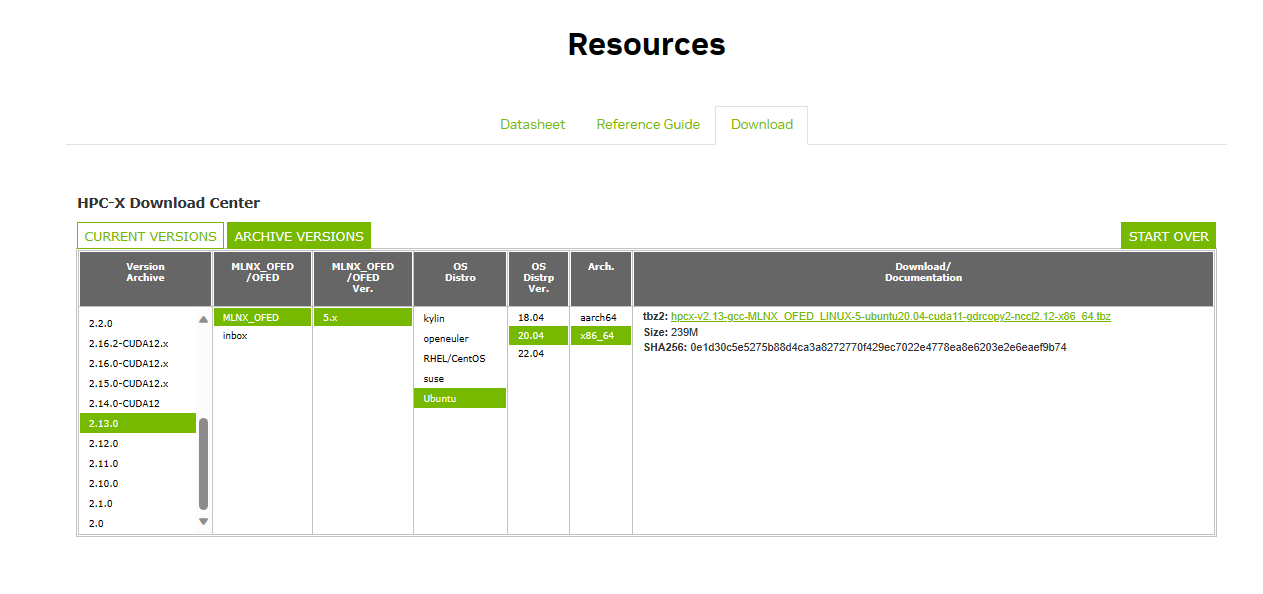 Resources
Datasheet Reference Guide Download
HPC-X Download Center
CURRENT VERSIONS ARCHIVE VERSIONS START OVER
Version Archive
MLNX_OFED /OFED
MLNX_OFED /OFED Ver.
OS Distro
OS Distrp Ver.
Arch.
Download/ Documentation
2.2.0
2.16.2-CUDA12.x
2.16.0-CUDA12.x
2.15.0-CUDA12.x
2.14.0-CUDA12
2.13.0
2.12.0
2.11.0
2.10.0
2.1.0
2.0
MLNX_OFED
inbox
5.x
kylin
openeuler
RHEL/CentOS
suse
Ubuntu
18.04
20.04
22.04
aarch64
x86_64
tbz2: hpcx-v2.13-gcc-MLNX_OFED_LINUX-5-ubuntu20.04-cuda11-gdrcopy2-nccl2.12-x86_64.tbz
Size: 239M
SHA256: 0e1d30c5e5275b88d4ca3a8272770f429ec7022e4778ea8e6203e2e6eaef9b74